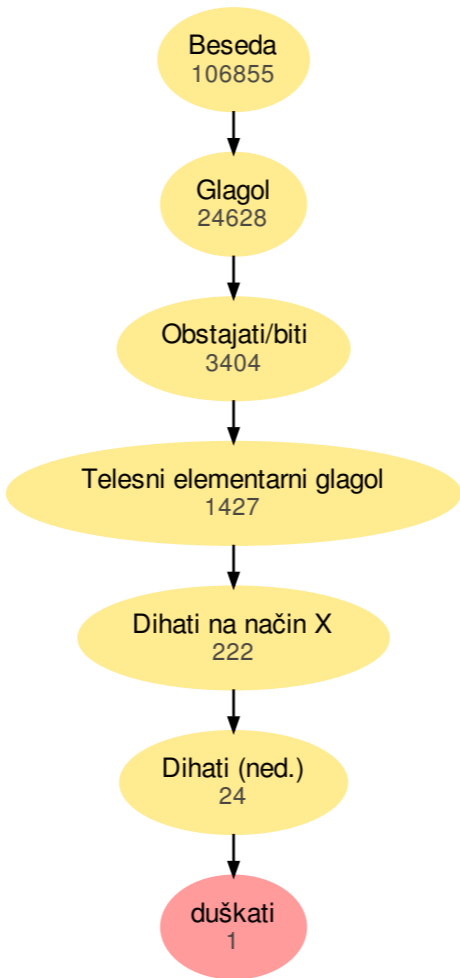 Beseda
106855
Glagol
24628
Obstajati/biti
3404
Telesni elementarni glagol
1427
Dihati na način X
222
Dihati (ned.)
24
duškati
1